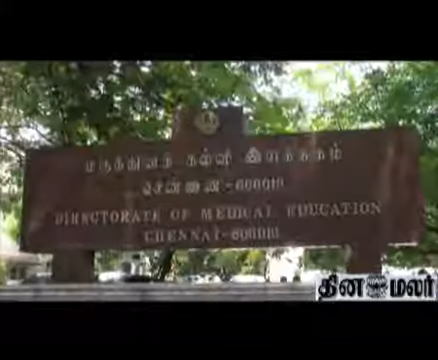 மருத்துவக் கல்வி இயக்ககம்
சென்னை - 600010
DIRECTORATE OF MEDICAL EDUCATION
CHENNAI - 600010.
தினமலர்